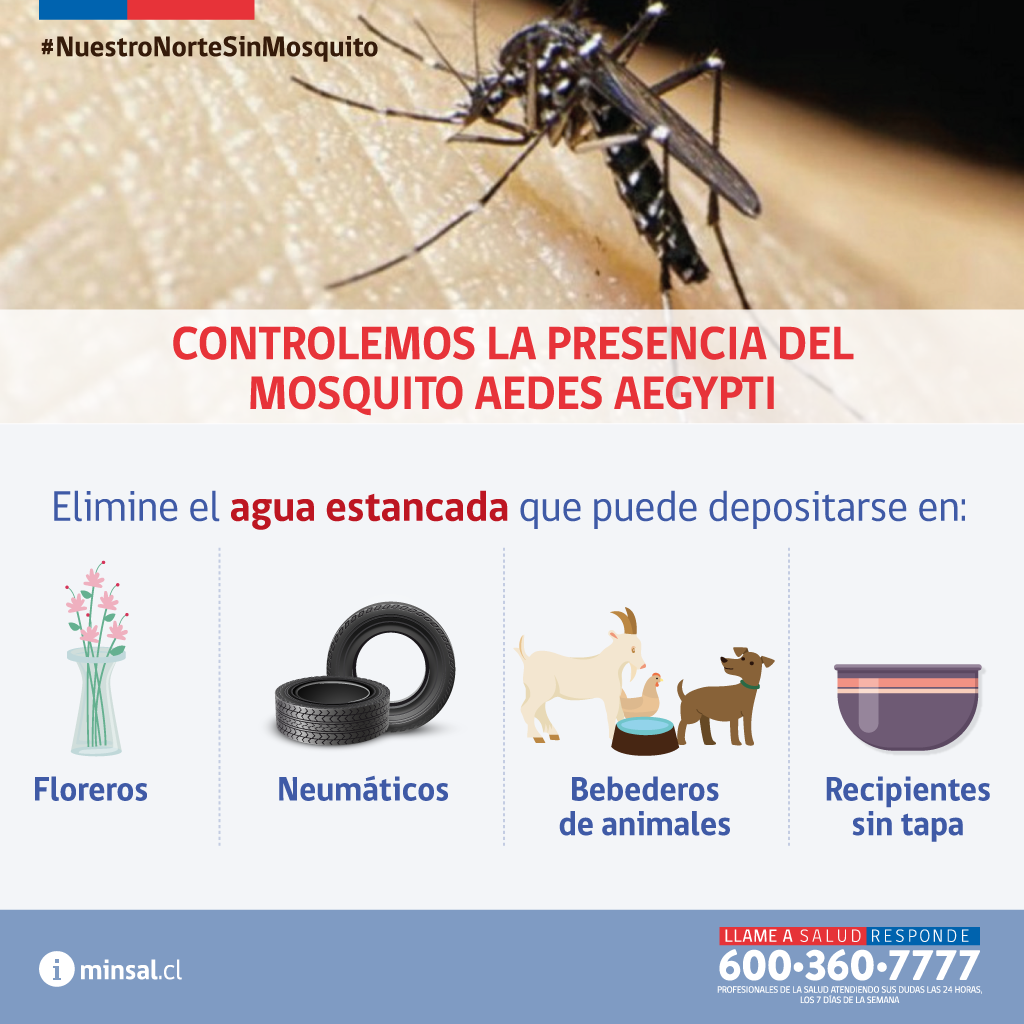 #NuestroNorteSinMosquito
CONTROLEMOS LA PRESENCIA DEL
MOSQUITO AEDES AEGYPTI
Elimine el agua estancada que puede depositarse en:
Floreros
Neumáticos
Bebederos
de animales
Recipientes
sin tapa
i minsal.cl
LLAME A SALUD RESPONDE
600•360•7777
PROFESIONALES DE LA SALUD ATENDIENDO SUS DUDAS LAS 24 HORAS,
LOS 7 DÍAS DE LA SEMANA